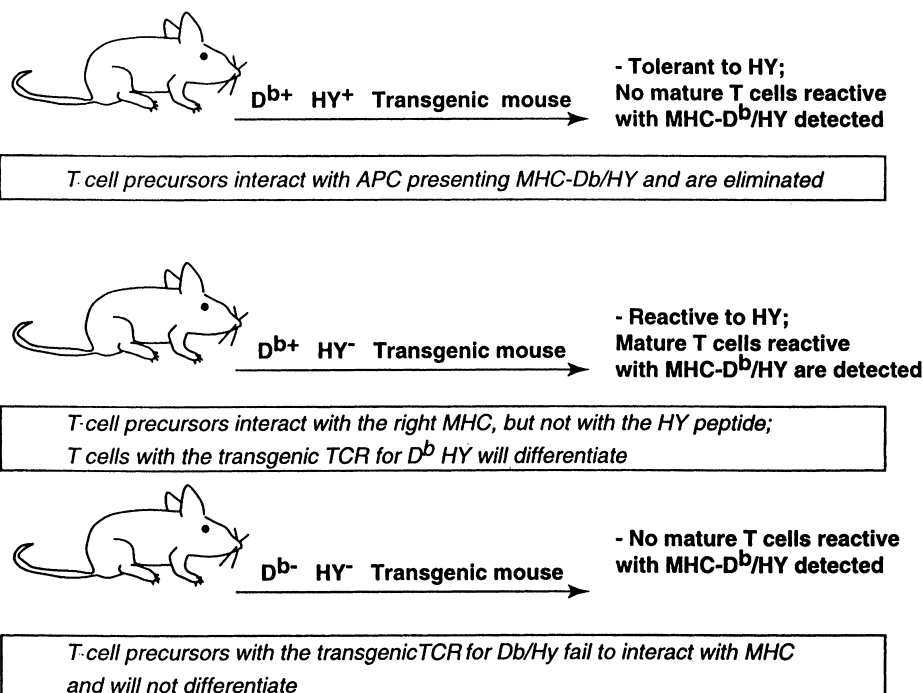 - Tolerant to HY;
No mature T cells reactive
with MHC-Dᵇ/HY detected
Dᵇ⁺ HY⁺ Transgenic mouse
T cell precursors interact with APC presenting MHC-Db/HY and are eliminated
- Reactive to HY;
Mature T cells reactive
with MHC-Dᵇ/HY are detected
Dᵇ⁺ HY⁻ Transgenic mouse
T-cell precursors interact with the right MHC, but not with the HY peptide;
T cells with the transgenic TCR for Dᵇ HY will differentiate
- No mature T cells reactive
with MHC-Dᵇ/HY detected
Dᵇ⁻ HY⁻ Transgenic mouse
T-cell precursors with the transgenicTCR for Db/Hy fail to interact with MHC
and will not differentiate